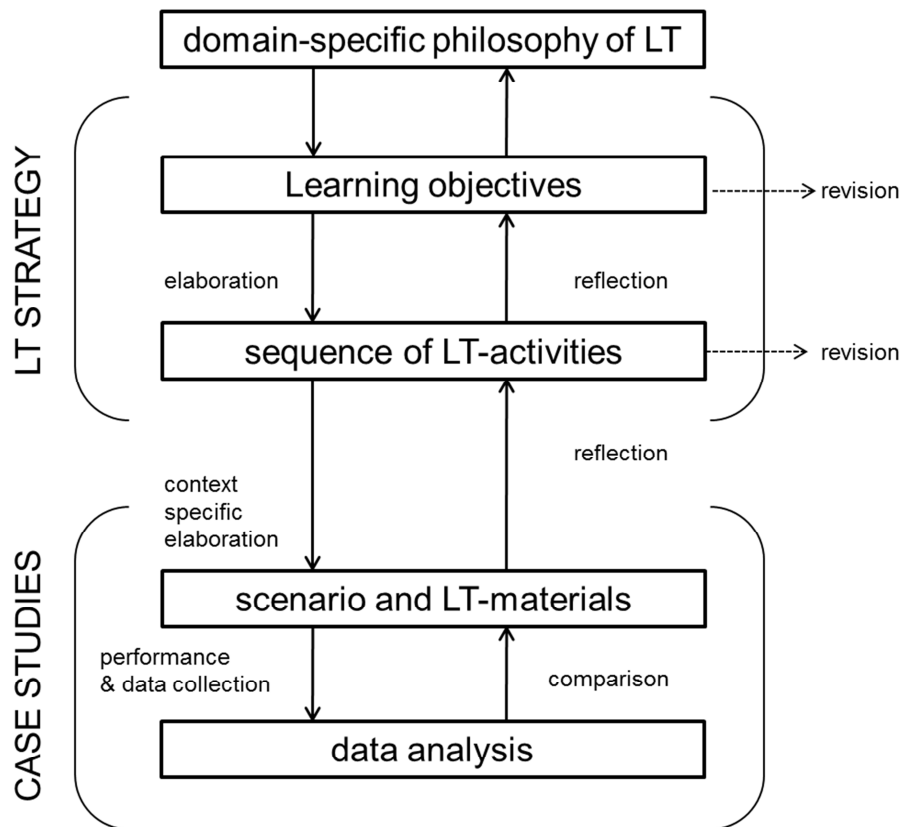 domain-specific philosophy of LT
LT STRATEGY
Learning objectives
revision
elaboration
reflection
sequence of LT-activities
revision
reflection
context
specific
elaboration
CASE STUDIES
scenario and LT-materials
performance
& data collection
comparison
data analysis